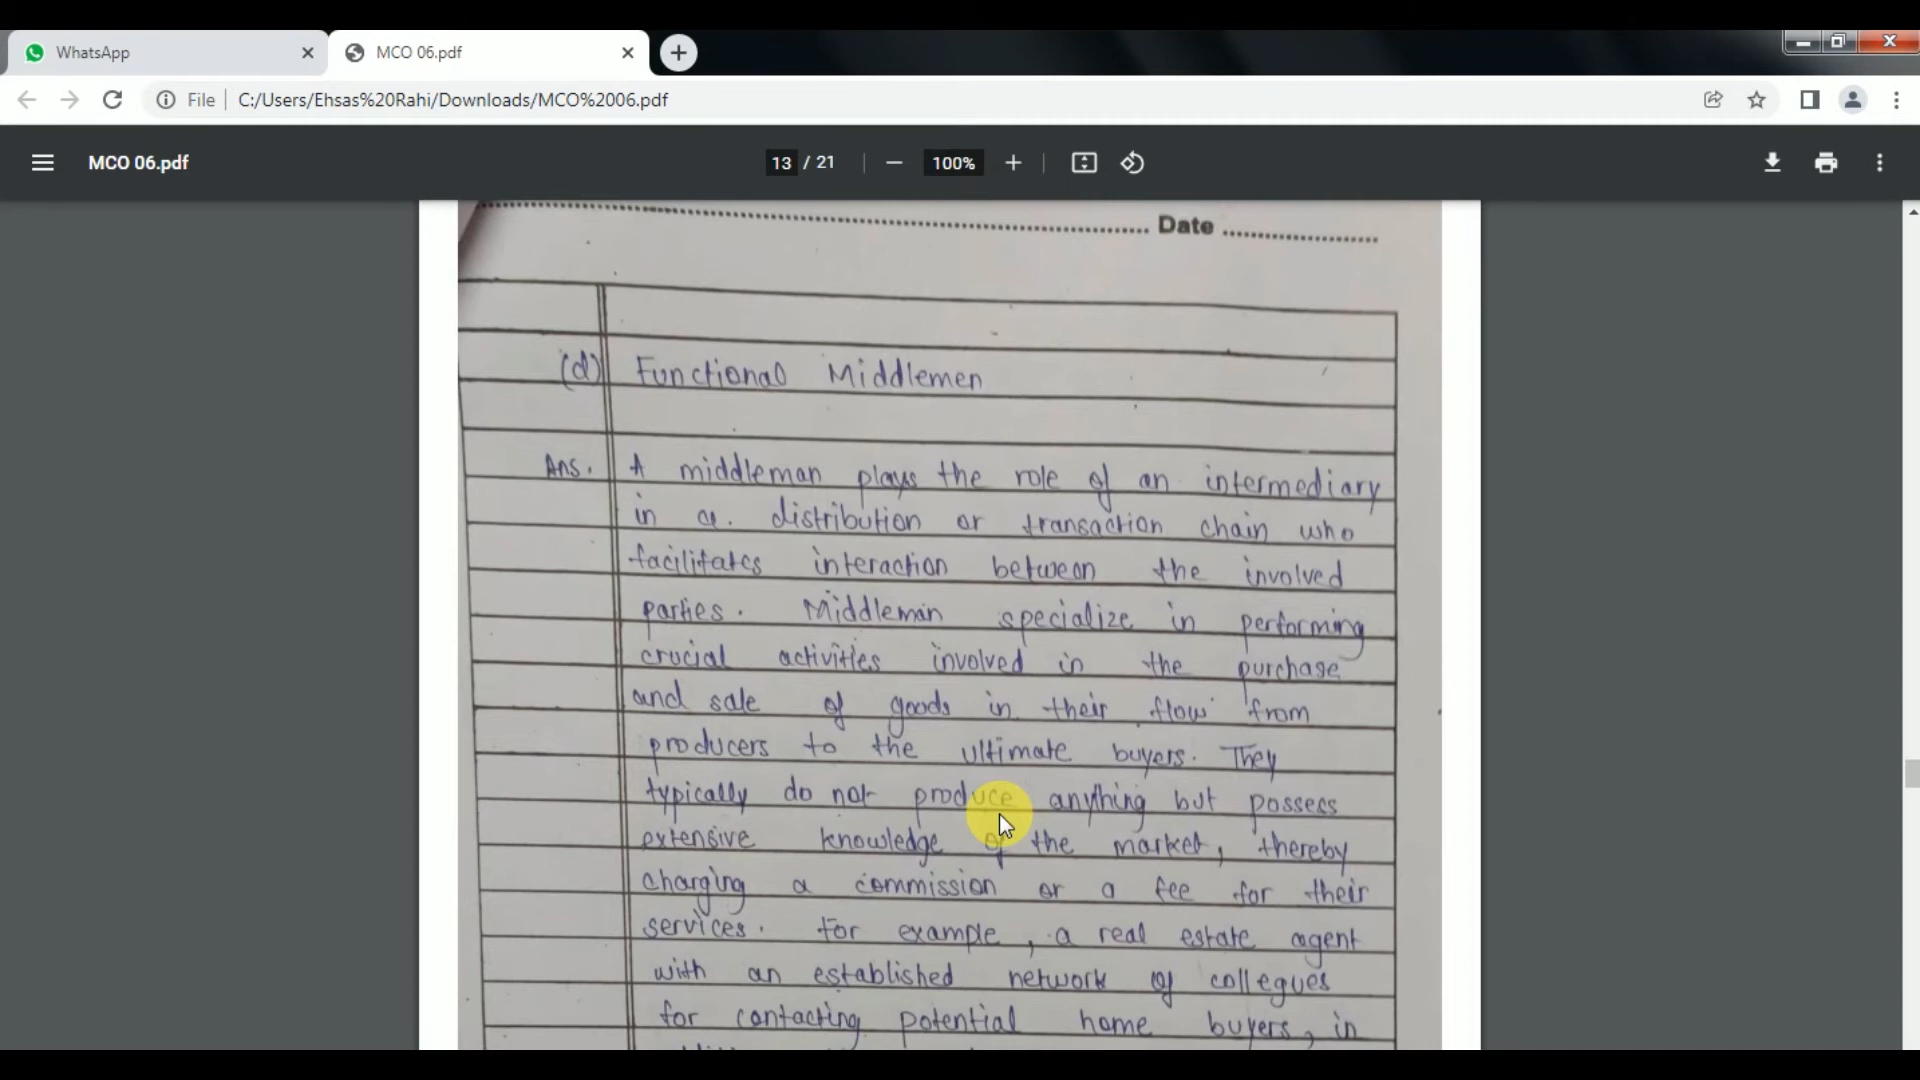 WhatsApp
MCO 06.pdf
File
C:/Users/Ehsas%20Rahi/Downloads/MCO%2006.pdf
MCO 06.pdf
13 / 21
100%
Date
(d) Functional Middlemen
Ans. A middleman plays the role of an intermediary
in a. distribution or transaction chain who
facilitates interaction between the involved
parties. Middleman specialize in performing
crucial activities involved in the purchase
and sale of goods in their flow from
producers to the ultimate buyers. They
typically do not produce anything but possess
extensive knowledge of the market, thereby
charging a commission or a fee for their
services. For example, a real estate agent
with an established network of collegues
for contacting potential home buyers, in